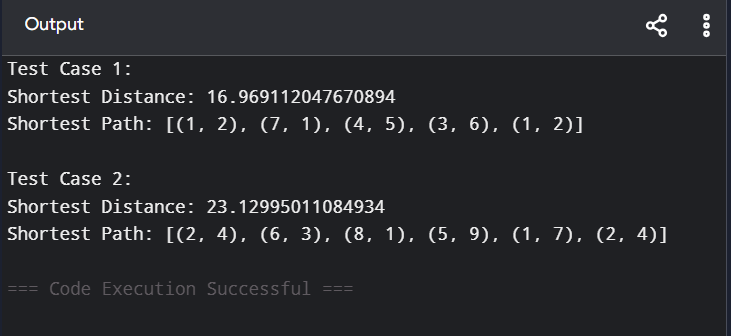 Output
Test Case 1:
Shortest Distance: 16.969112047670894
Shortest Path: [(1, 2), (7, 1), (4, 5), (3, 6), (1, 2)]
Test Case 2:
Shortest Distance: 23.12995011084934
Shortest Path: [(2, 4), (6, 3), (8, 1), (5, 9), (1, 7), (2, 4)]
=== Code Execution Successful ===